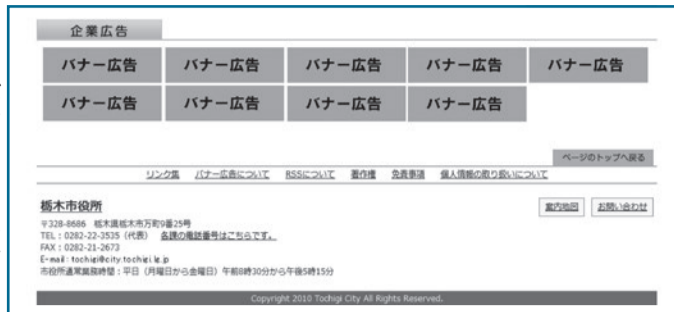 企業広告
バナー広告 バナー広告 バナー広告 バナー広告 バナー広告
バナー広告 バナー広告 バナー広告 バナー広告
ページのトップへ戻る
リンク集 バナー広告について RSSについて 著作権 免責事項 個人情報の取り扱いについて
栃木市役所 案内地図 お問い合わせ
〒328-8686 栃木県栃木市万町9番25号
TEL：0282-22-3535（代表） 各課の電話番号はこちらです。
FAX：0282-21-2673
E-mail：tochigi@city.tochigi.lg.jp
市役所通常業務時間：平日（月曜日から金曜日）午前8時30分から午後5時15分
Copyright 2010 Tochigi City All Rights Reserved.